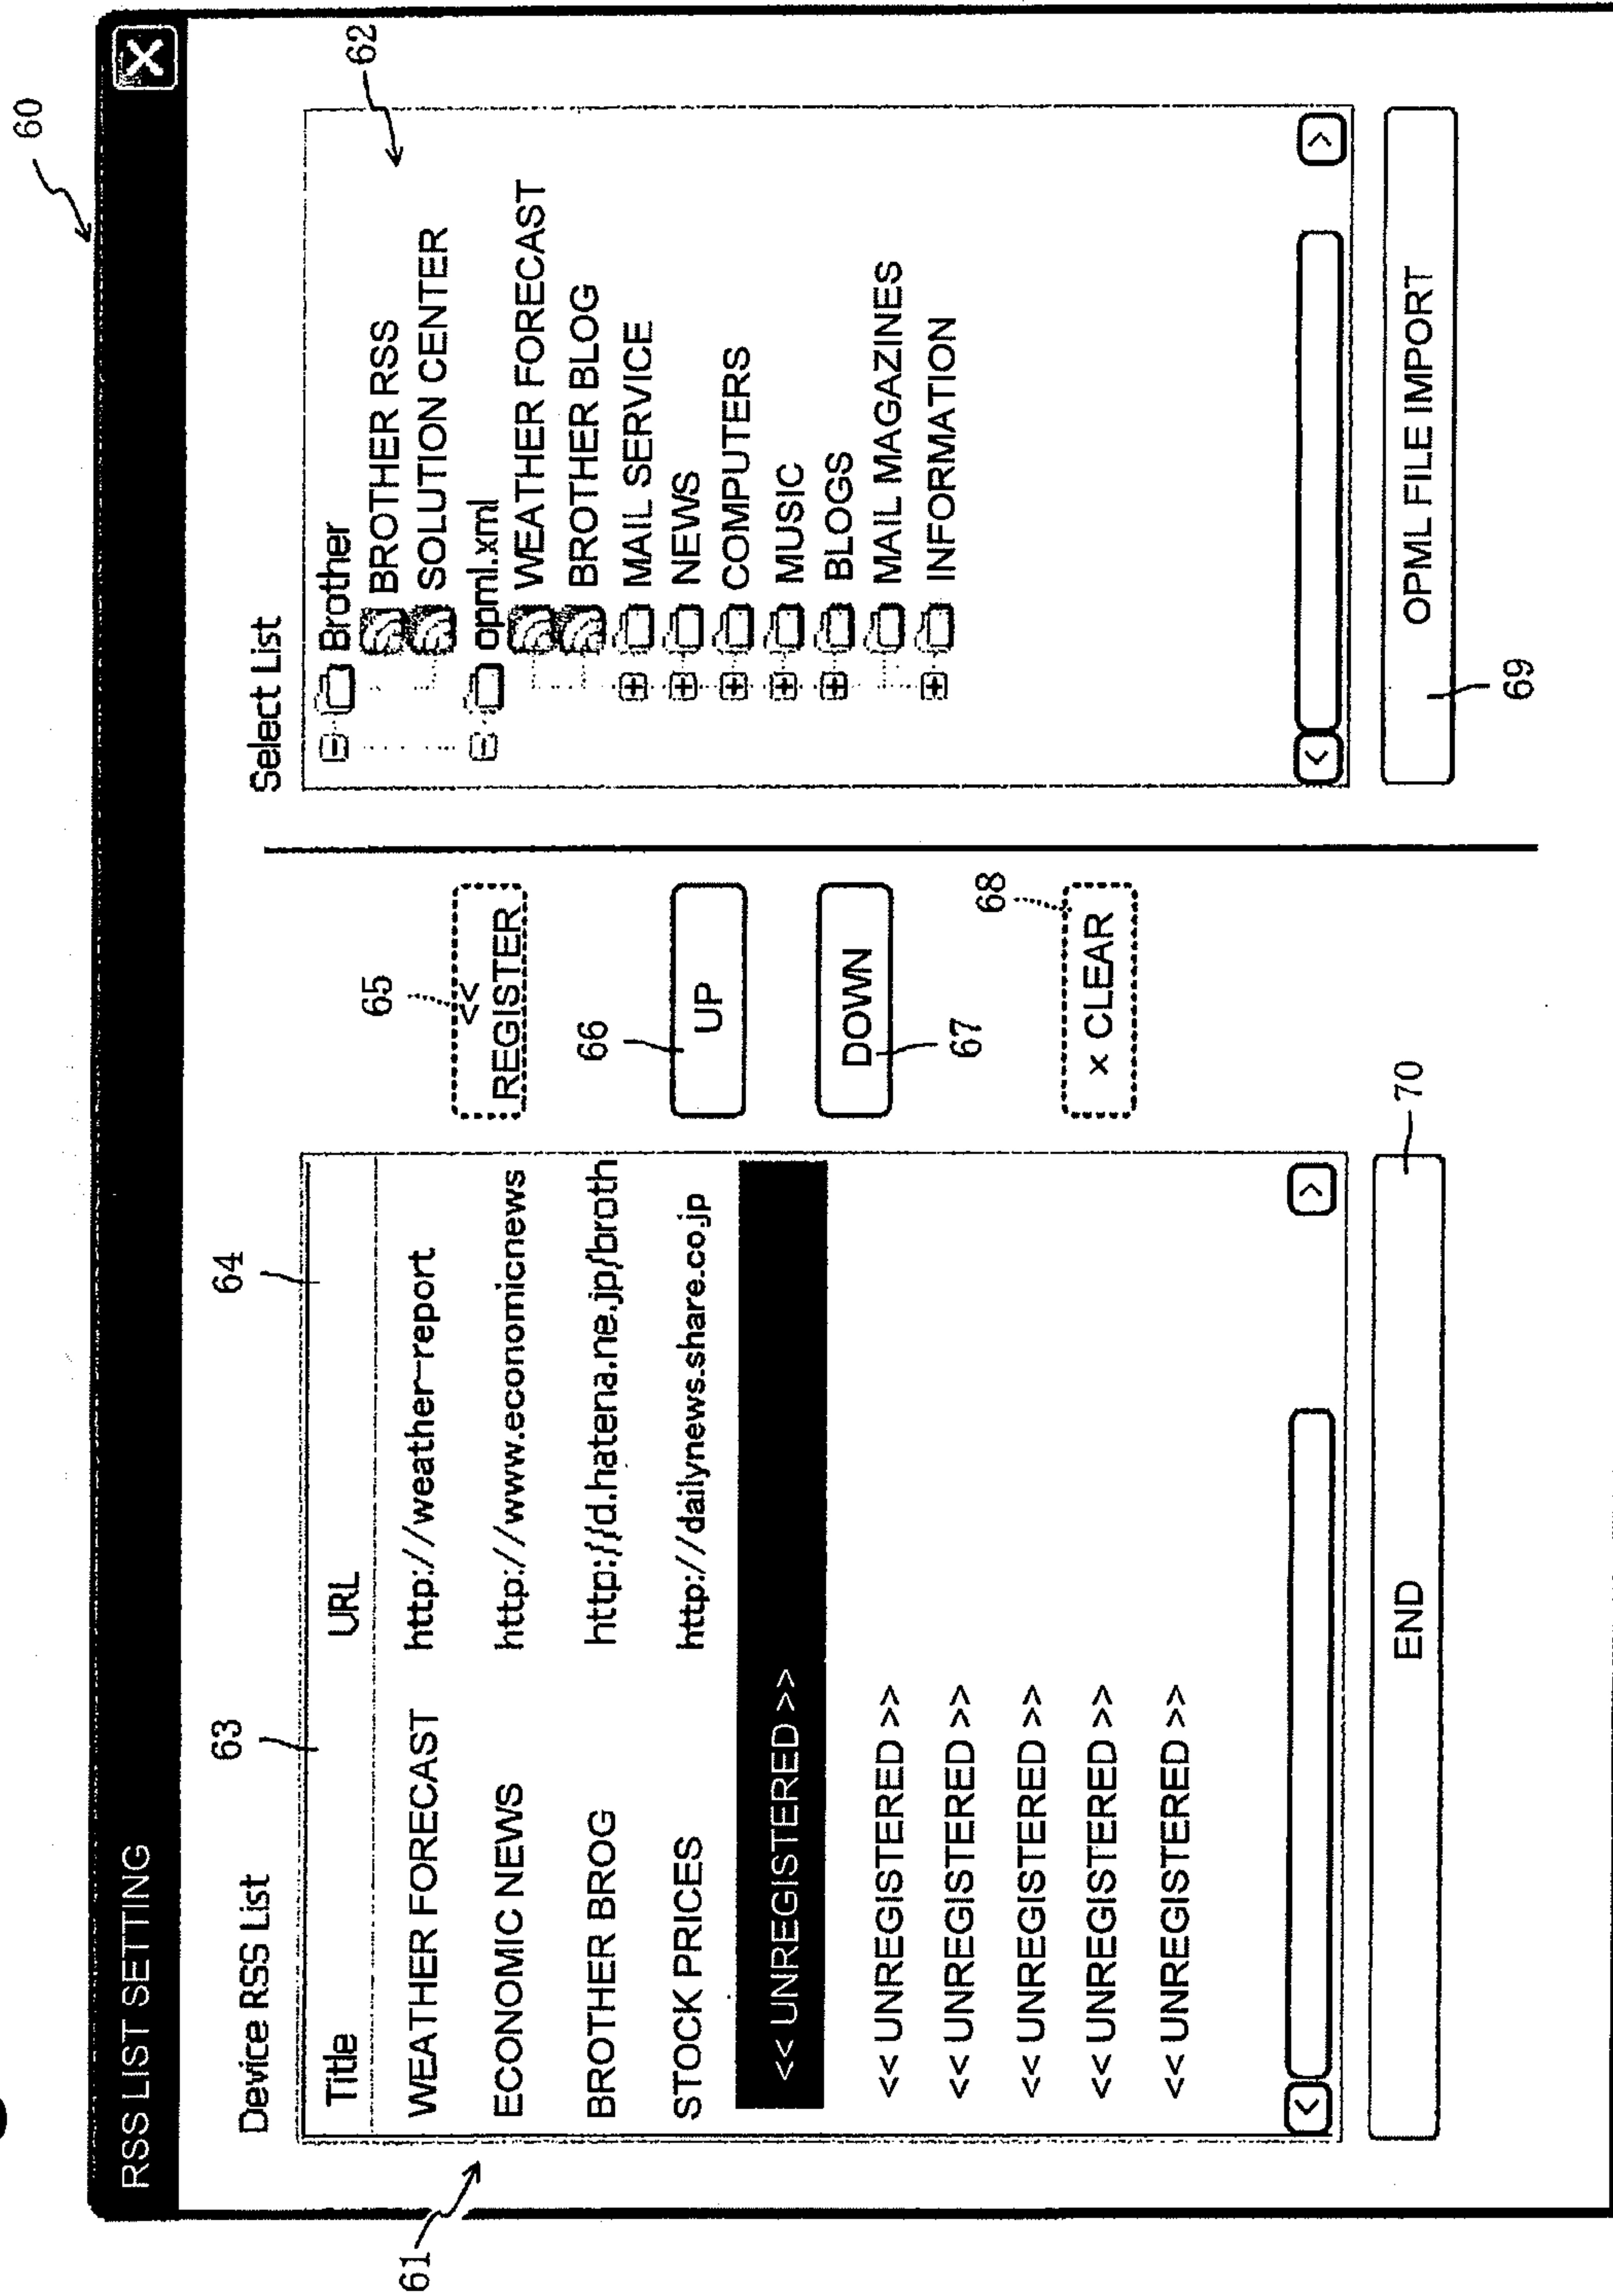 60
RSS LIST SETTING
X
Device RSS List
63
64
Title URL
WEATHER FORECAST http://weather-report
ECONOMIC NEWS http://www.economicnews
BROTHER BROG http://d.hatena.ne.jp/broth
STOCK PRICES http://dailynews.share.co.jp
<< UNREGISTERED >>
<< UNREGISTERED >>
<< UNREGISTERED >>
<< UNREGISTERED >>
<< UNREGISTERED >>
<< UNREGISTERED >>
< >
END
61
70
65
<<
REGISTER
66
UP
DOWN
67
68
× CLEAR
Select List
62
Brother
BROTHER RSS
SOLUTION CENTER
opml.xml
WEATHER FORECAST
BROTHER BLOG
MAIL SERVICE
NEWS
COMPUTERS
MUSIC
BLOGS
MAIL MAGAZINES
INFORMATION
< >
OPML FILE IMPORT
69